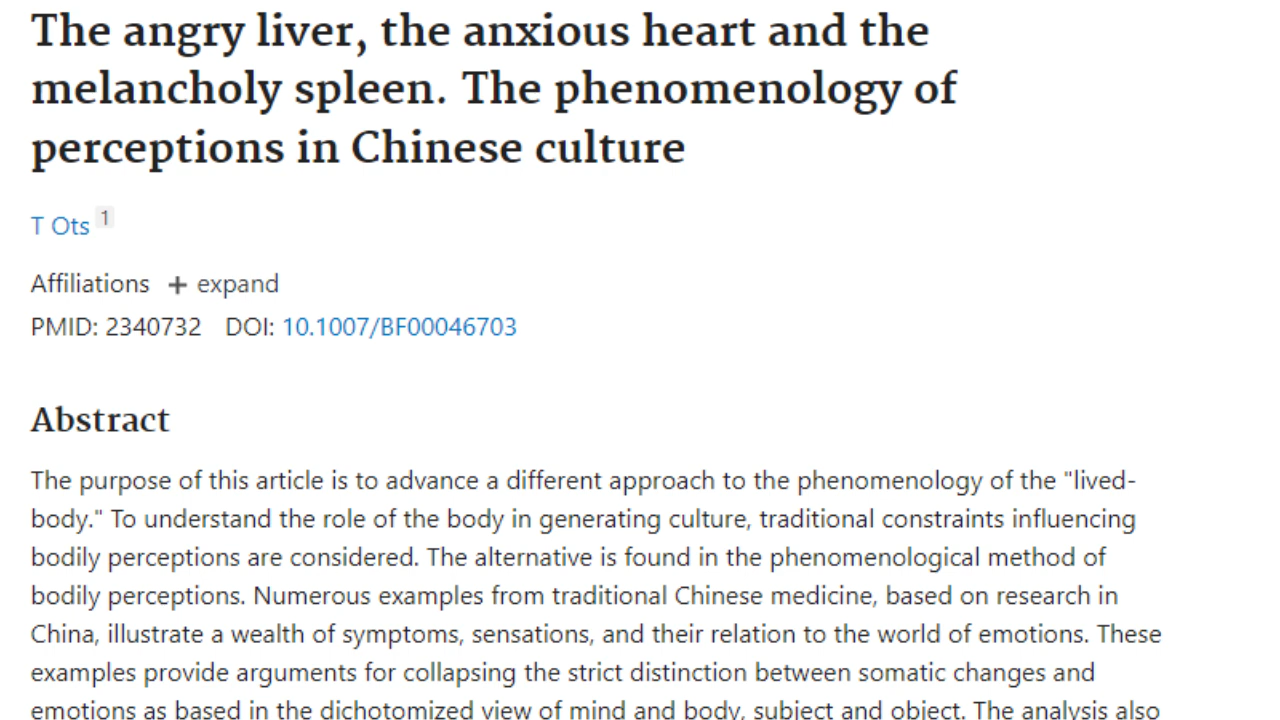 The angry liver, the anxious heart and the
melancholy spleen. The phenomenology of
perceptions in Chinese culture
T Ots 1
Affiliations + expand
PMID: 2340732 DOI: 10.1007/BF00046703
Abstract
The purpose of this article is to advance a different approach to the phenomenology of the "lived-
body." To understand the role of the body in generating culture, traditional constraints influencing
bodily perceptions are considered. The alternative is found in the phenomenological method of
bodily perceptions. Numerous examples from traditional Chinese medicine, based on research in
China, illustrate a wealth of symptoms, sensations, and their relation to the world of emotions. These
examples provide arguments for collapsing the strict distinction between somatic changes and
emotions as based in the dichotomized view of mind and body, subject and object. The analysis also